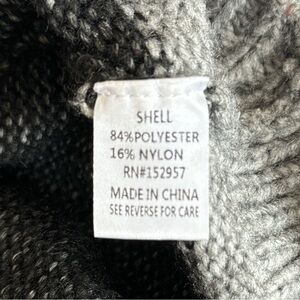 SHELL
84%POLYESTER
16% NYLON
RN#152957
MADE IN CHINA
SEE REVERSE FOR CARE